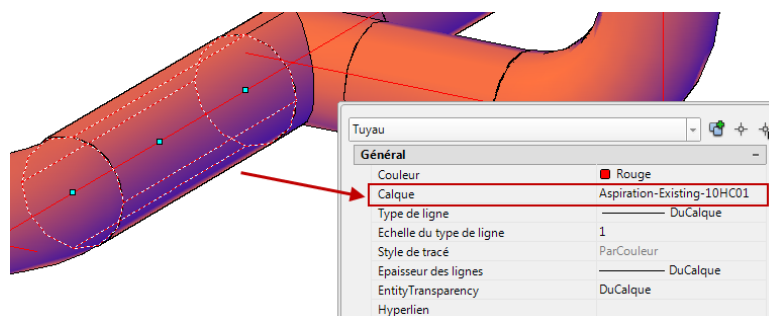 Tuyau
Général
Couleur Rouge
Calque Aspiration-Existing-10HC01
Type de ligne DuCalque
Echelle du type de ligne 1
Style de tracé ParCouleur
Epaisseur des lignes DuCalque
EntityTransparency DuCalque
Hyperlien